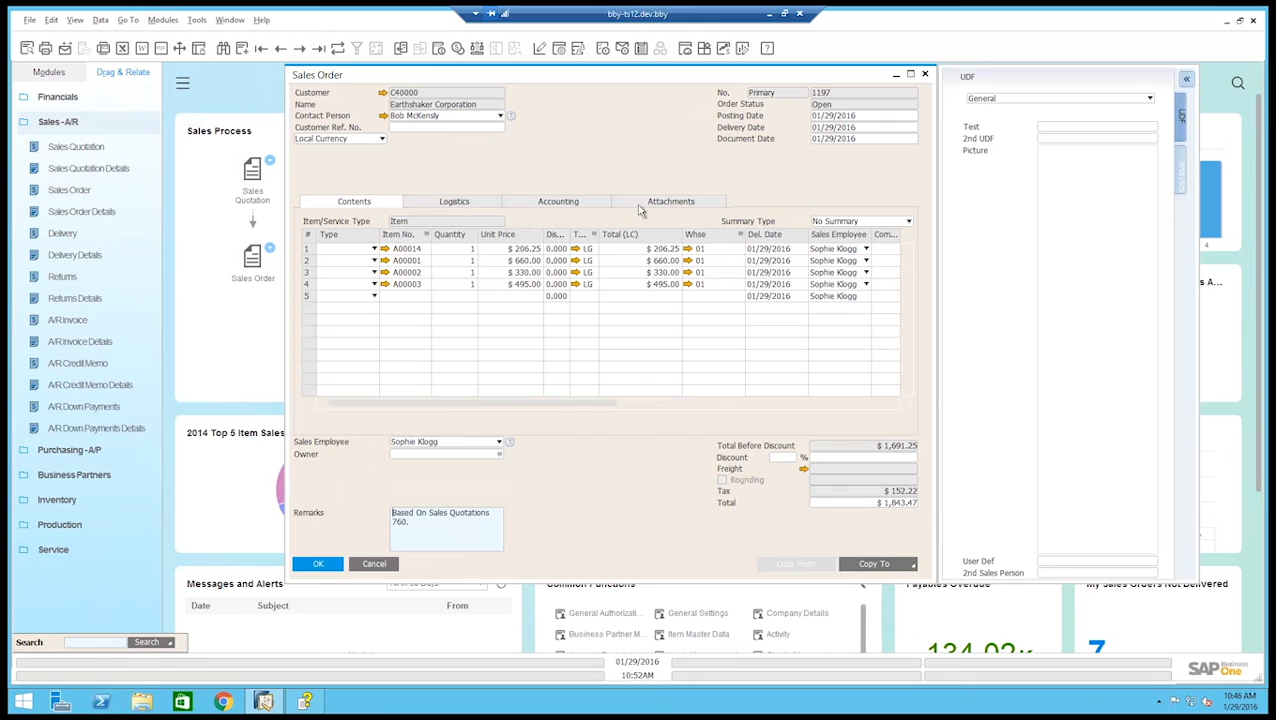 bby-ts12.dev.bby
File Edit View Data Go To Modules Tools Window Help
Modules Drag & Relate
Financials
Sales - A/R
Sales Quotation
Sales Quotation Details
Sales Order
Sales Order Details
Delivery
Delivery Details
Returns
Returns Details
A/R Invoice
A/R Invoice Details
A/R Credit Memo
A/R Credit Memo Details
A/R Down Payments
A/R Down Payments Details
Purchasing - A/P
Business Partners
Inventory
Production
Service
Search Search
Sales Process
Sales
Quotation
Sales Order
2014 Top 5 Item Sales
Messages and Alerts
Date Subject From
Sales Order
Customer C40000
Name Earthshaker Corporation
Contact Person Bob McKensly
Customer Ref. No.
Local Currency
No. Primary 1197
Order Status Open
Posting Date 01/29/2016
Delivery Date 01/29/2016
Document Date 01/29/2016
Contents Logistics Accounting Attachments
Item/Service Type Item Summary Type No Summary
# Type Item No. Quantity Unit Price Dis... T... Total (LC) Whse Del. Date Sales Employee Com...
1 A00014 1 $ 206.25 0.000 LG $ 206.25 01 01/29/2016 Sophie Klogg
2 A00001 1 $ 660.00 0.000 LG $ 660.00 01 01/29/2016 Sophie Klogg
3 A00002 1 $ 330.00 0.000 LG $ 330.00 01 01/29/2016 Sophie Klogg
4 A00003 1 $ 495.00 0.000 LG $ 495.00 01 01/29/2016 Sophie Klogg
5 0.000 01/29/2016 Sophie Klogg
Sales Employee Sophie Klogg
Owner
Remarks Based On Sales Quotations
760.
Total Before Discount $ 1,691.25
Discount %
Freight
Rounding
Tax $ 152.22
Total $ 1,843.47
OK Cancel Copy From Copy To
UDF
General
Test
2nd UDF
Picture
User Def
2nd Sales Person
UDF
4
s A...
Common Functions
General Authorizati... General Settings Company Details
Business Partner M... Item Master Data Activity
Payables Overdue
My Sales Orders Not Delivered
7
01/29/2016
10:52AM
SAP Business One
10:46 AM
1/29/2016